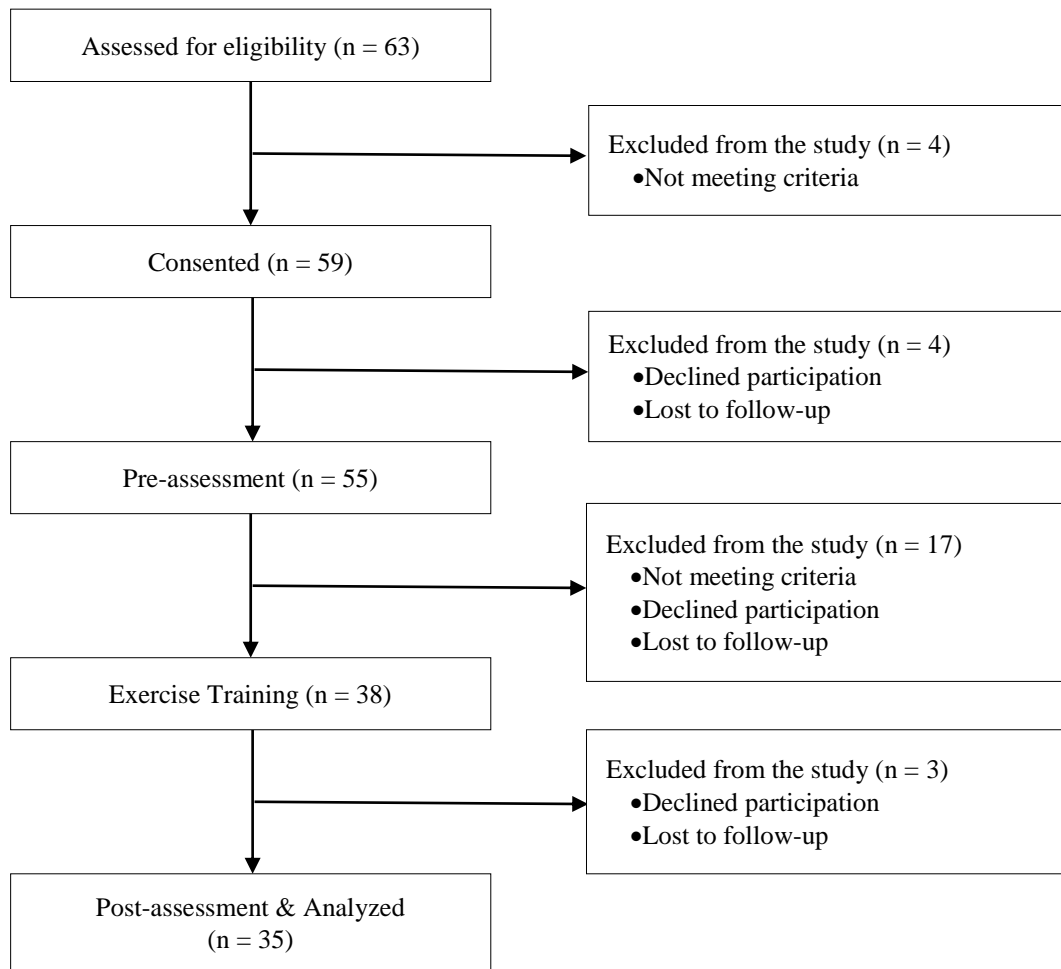 Assessed for eligibility (n = 63)
Excluded from the study (n = 4)
•Not meeting criteria
Consented (n = 59)
Excluded from the study (n = 4)
•Declined participation
•Lost to follow-up
Pre-assessment (n = 55)
Excluded from the study (n = 17)
•Not meeting criteria
•Declined participation
•Lost to follow-up
Exercise Training (n = 38)
Excluded from the study (n = 3)
•Declined participation
•Lost to follow-up
Post-assessment & Analyzed
(n = 35)